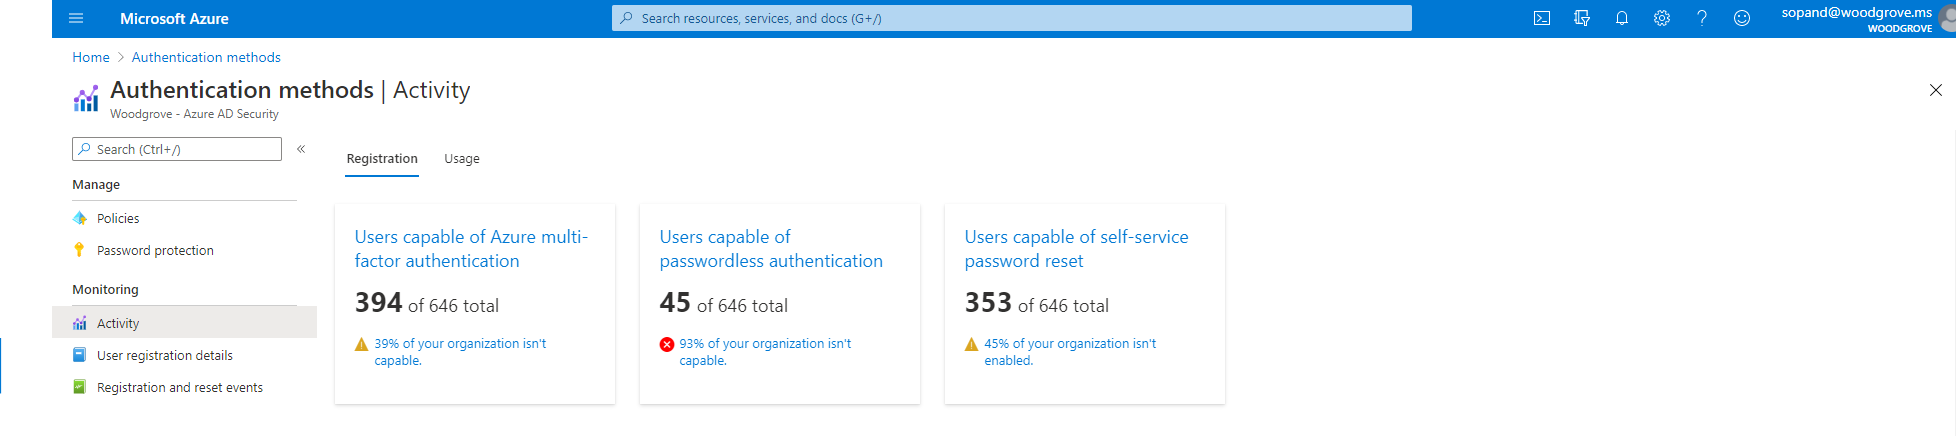 Microsoft Azure
Search resources, services, and docs (G+/)
sopand@woodgrove.ms
WOODGROVE
Home > Authentication methods
Authentication methods | Activity
Woodgrove - Azure AD Security
Search (Ctrl+/)
«
Manage
Policies
Password protection
Monitoring
Activity
User registration details
Registration and reset events
Registration Usage
Users capable of Azure multi-
factor authentication
394 of 646 total
39% of your organization isn't
capable.
Users capable of
passwordless authentication
45 of 646 total
93% of your organization isn't
capable.
Users capable of self-service
password reset
353 of 646 total
45% of your organization isn't
enabled.